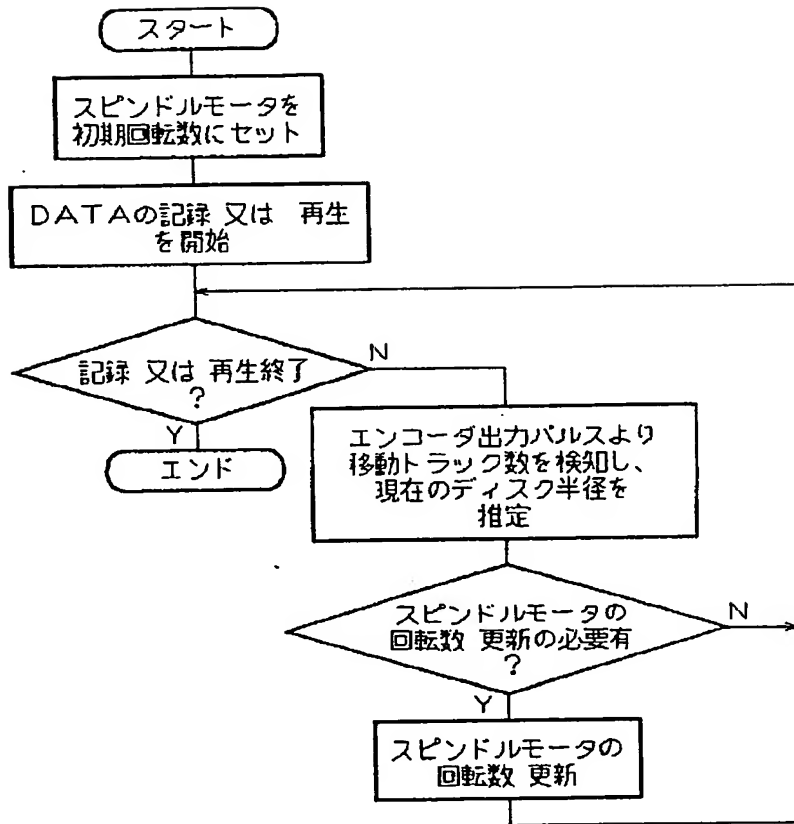 スタート
スピンドルモータを
初期回転数にセット
DATAの記録 又は 再生
を開始
記録 又は 再生終了
?
N
Y
エンド
エンコーダ出力パルスより
移動トラック数を検知し、
現在のディスク半径を
推定
スピンドルモータの
回転数 更新の必要有
?
N
Y
スピンドルモータの
回転数 更新